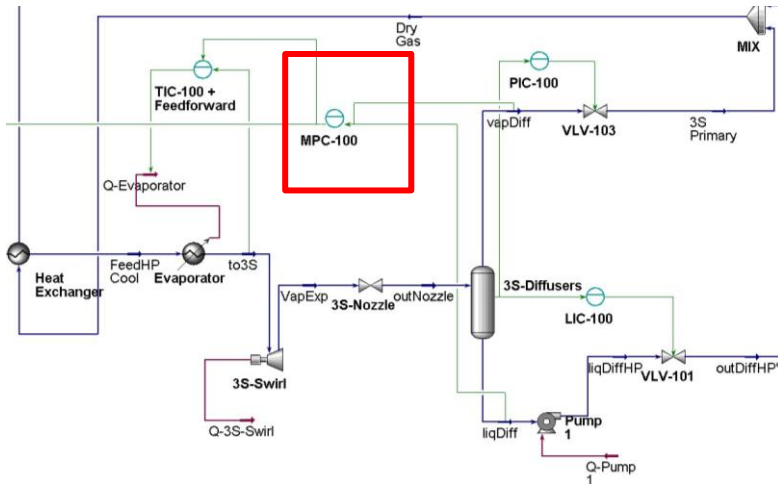 Dry
Gas
MIX
TIC-100 +
Feedforward
PIC-100
MPC-100
vapDiff
VLV-103
3S
Primary
Q-Evaporator
Heat
Exchanger
FeedHP
Cool
Evaporator
to3S
VapExp
3S-Nozzle
outNozzle
3S-Diffusers
LIC-100
3S-Swirl
liqDiffHP
VLV-101
outDiffHP'
Q-3S-Swirl
liqDiff
Pump
1
Q-Pump
1